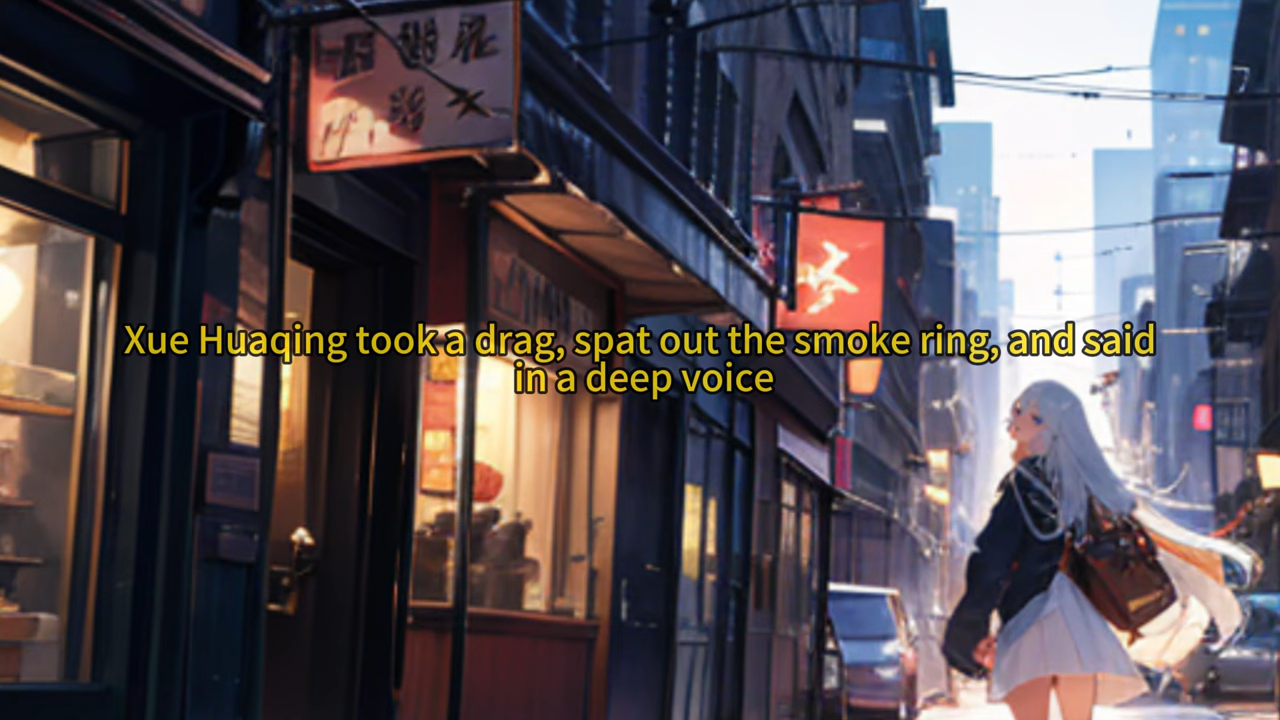 Xue Huaqing took a drag, spat out the smoke ring, and said
in a deep voice